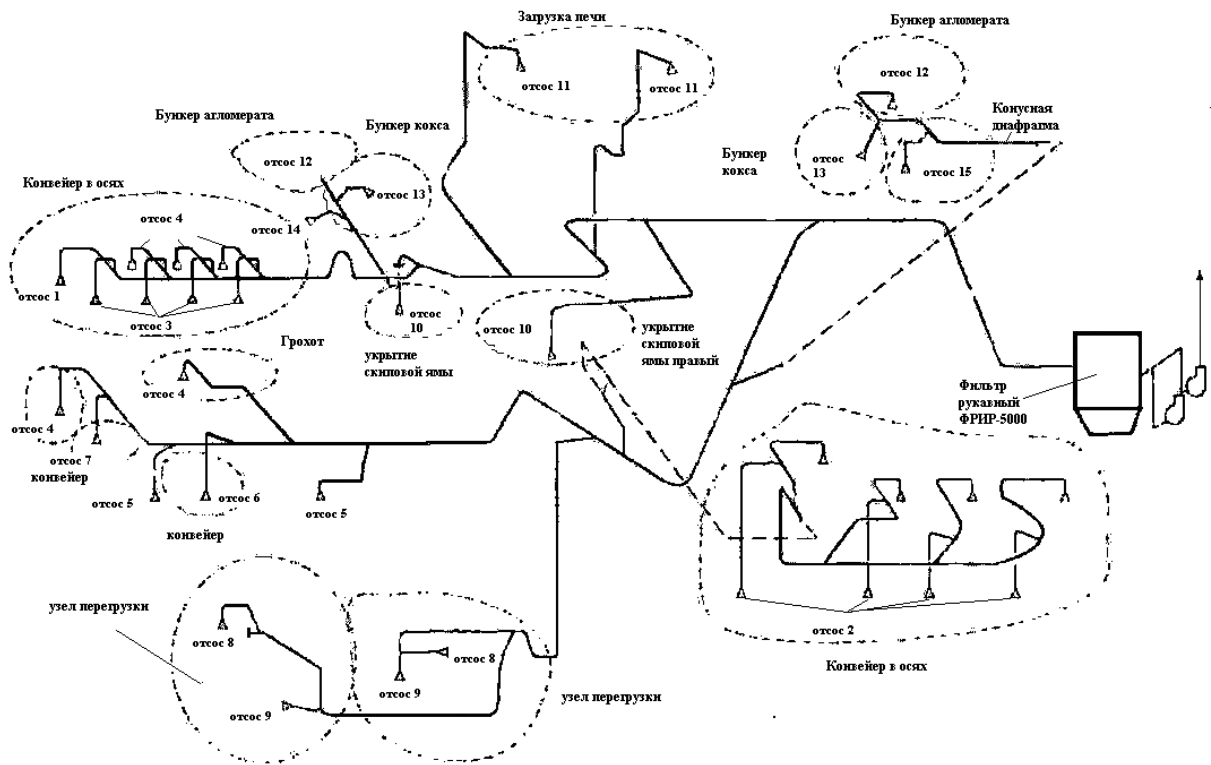 Загрузка печи
Бункер агломерата
отсос 11
отсос 11
отсос 12
Конусная
диафрагма
Бункер агломерата
Бункер кокса
отсос 12
отсос 13
отсос 14
Бункер
кокса
отсос
13
отсос 15
Конвейер в осях
отсос 4
отсос 1
отсос 3
отсос
10
отсос 10
укрытие
скиповой
ямы правый
Грохот
укрытие
скиповой ямы
отсос 4
Фильтр
рукавный
ФРИР-5000
отсос 4
отсос 7
конвейер
отсос 5
отсос 6
отсос 5
конвейер
узел перегрузки
отсос 8
отсос 9
отсос 8
отсос 9
узел перегрузки
отсос 2
Конвейер в осях